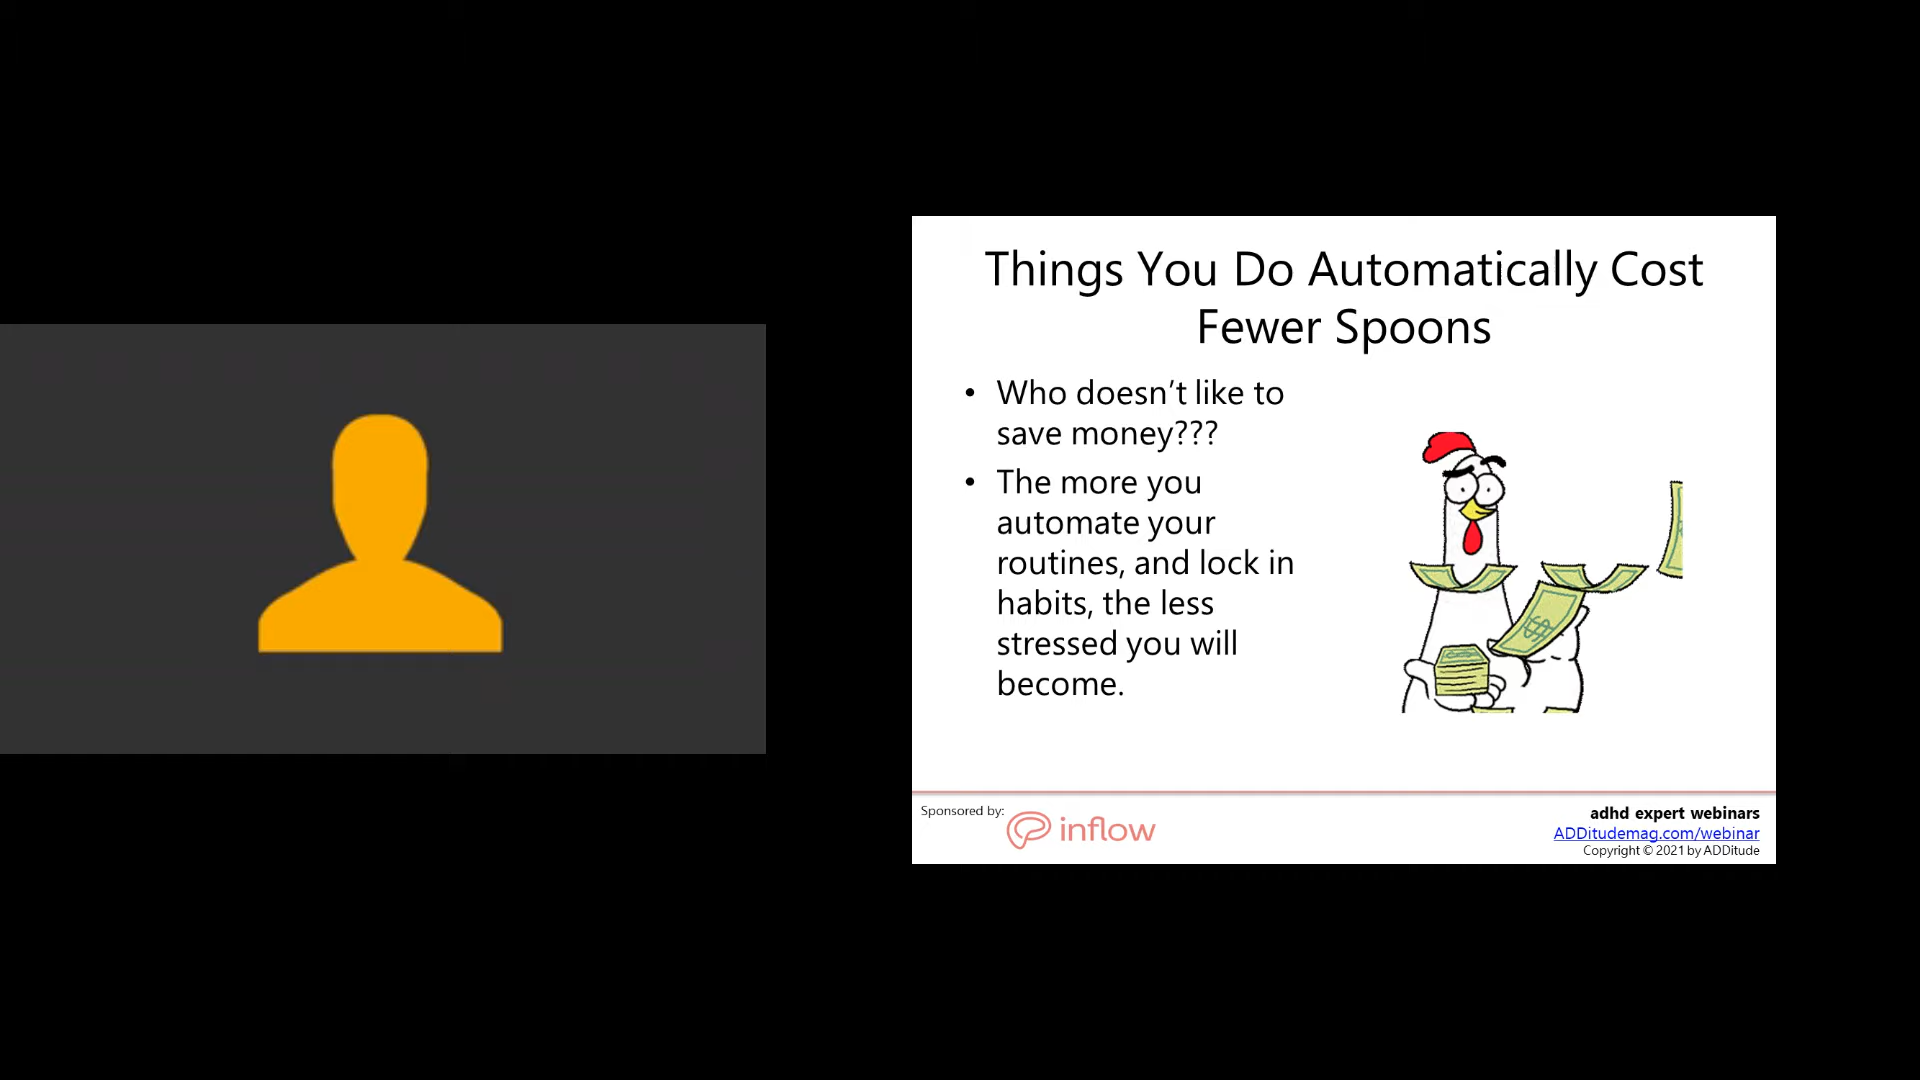 Things You Do Automatically Cost
Fewer Spoons
• Who doesn’t like to
save money???
• The more you
automate your
routines, and lock in
habits, the less
stressed you will
become.
Sponsored by:
inflow
adhd expert webinars
ADDitudemag.com/webinar
Copyright © 2021 by ADDitude